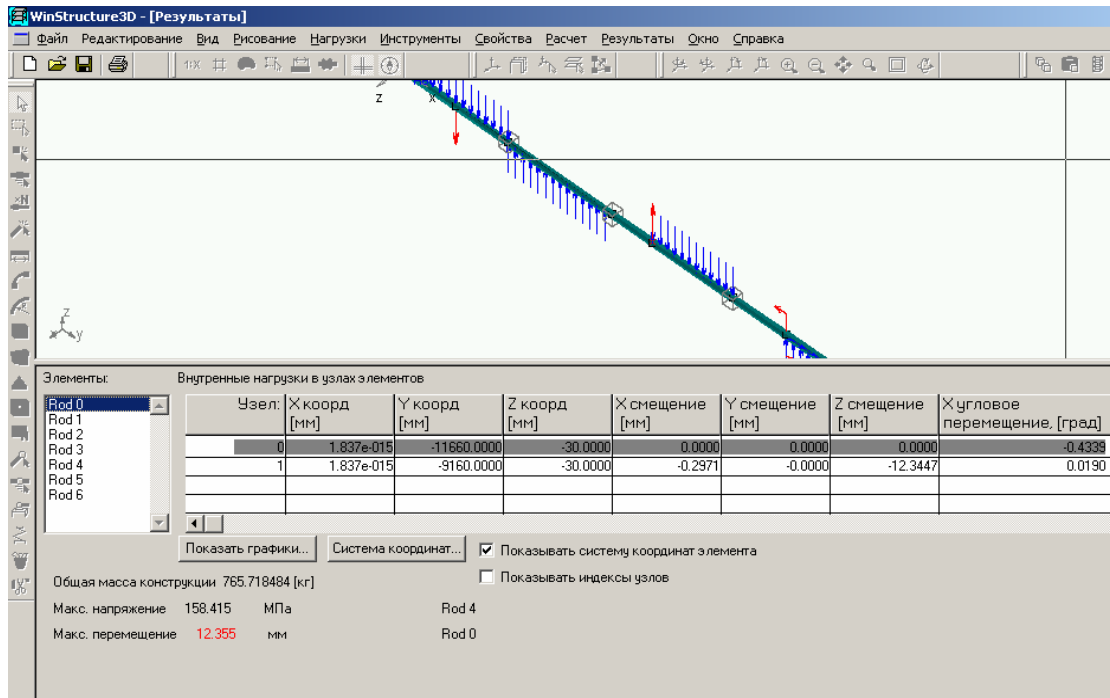 WinStructure3D - [Результаты]
Файл Редактирование Вид Рисование Нагрузки Инструменты Свойства Расчет Результаты Окно Справка
z x
z
y
Элементы: Внутренные нагрузки в узлах элементов
Rod 0
Rod 1
Rod 2
Rod 3
Rod 4
Rod 5
Rod 6
Узел: X коорд [мм] Y коорд [мм] Z коорд [мм] X смещение [мм] Y смещение [мм] Z смещение [мм] X угловое перемещение, [град]
0 1.837e-015 -11660.0000 -30.0000 0.0000 0.0000 0.0000 -0.4339
1 1.837e-015 -9160.0000 -30.0000 -0.2971 -0.0000 -12.3447 0.0190
Показать графики... Система координат... Показывать систему координат элемента
Показывать индексы узлов
Общая масса конструкции 765.718484 [кг]
Макс. напряжение 158.415 МПа Rod 4
Макс. перемещение 12.355 мм Rod 0